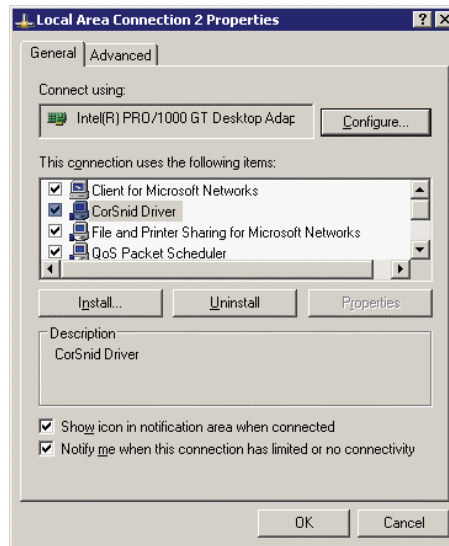 Local Area Connection 2 Properties
General
Advanced
Connect using:
Intel(R) PRO/1000 GT Desktop Adap
Configure...
This connection uses the following items:
Client for Microsoft Networks
CorSnid Driver
File and Printer Sharing for Microsoft Networks
QoS Packet Scheduler
Install...
Uninstall
Properties
Description
CorSnid Driver
Show icon in notification area when connected
Notify me when this connection has limited or no connectivity
OK
Cancel